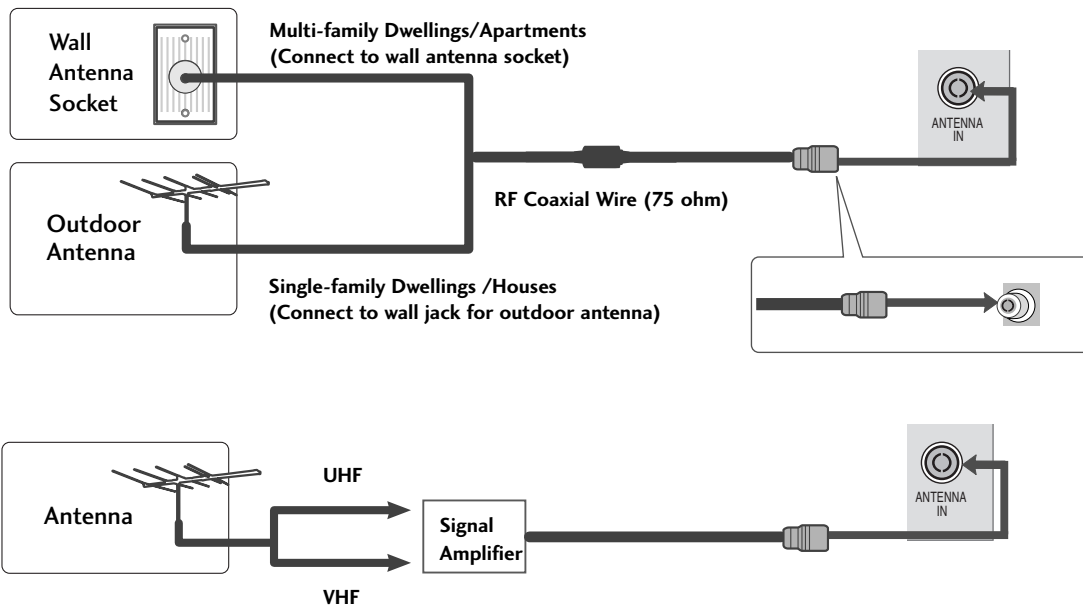 Wall
Antenna
Socket
Multi-family Dwellings/Apartments
(Connect to wall antenna socket)
ANTENNA
IN
RF Coaxial Wire (75 ohm)
Outdoor
Antenna
Single-family Dwellings /Houses
(Connect to wall jack for outdoor antenna)
Antenna
UHF
VHF
Signal
Amplifier
ANTENNA
IN